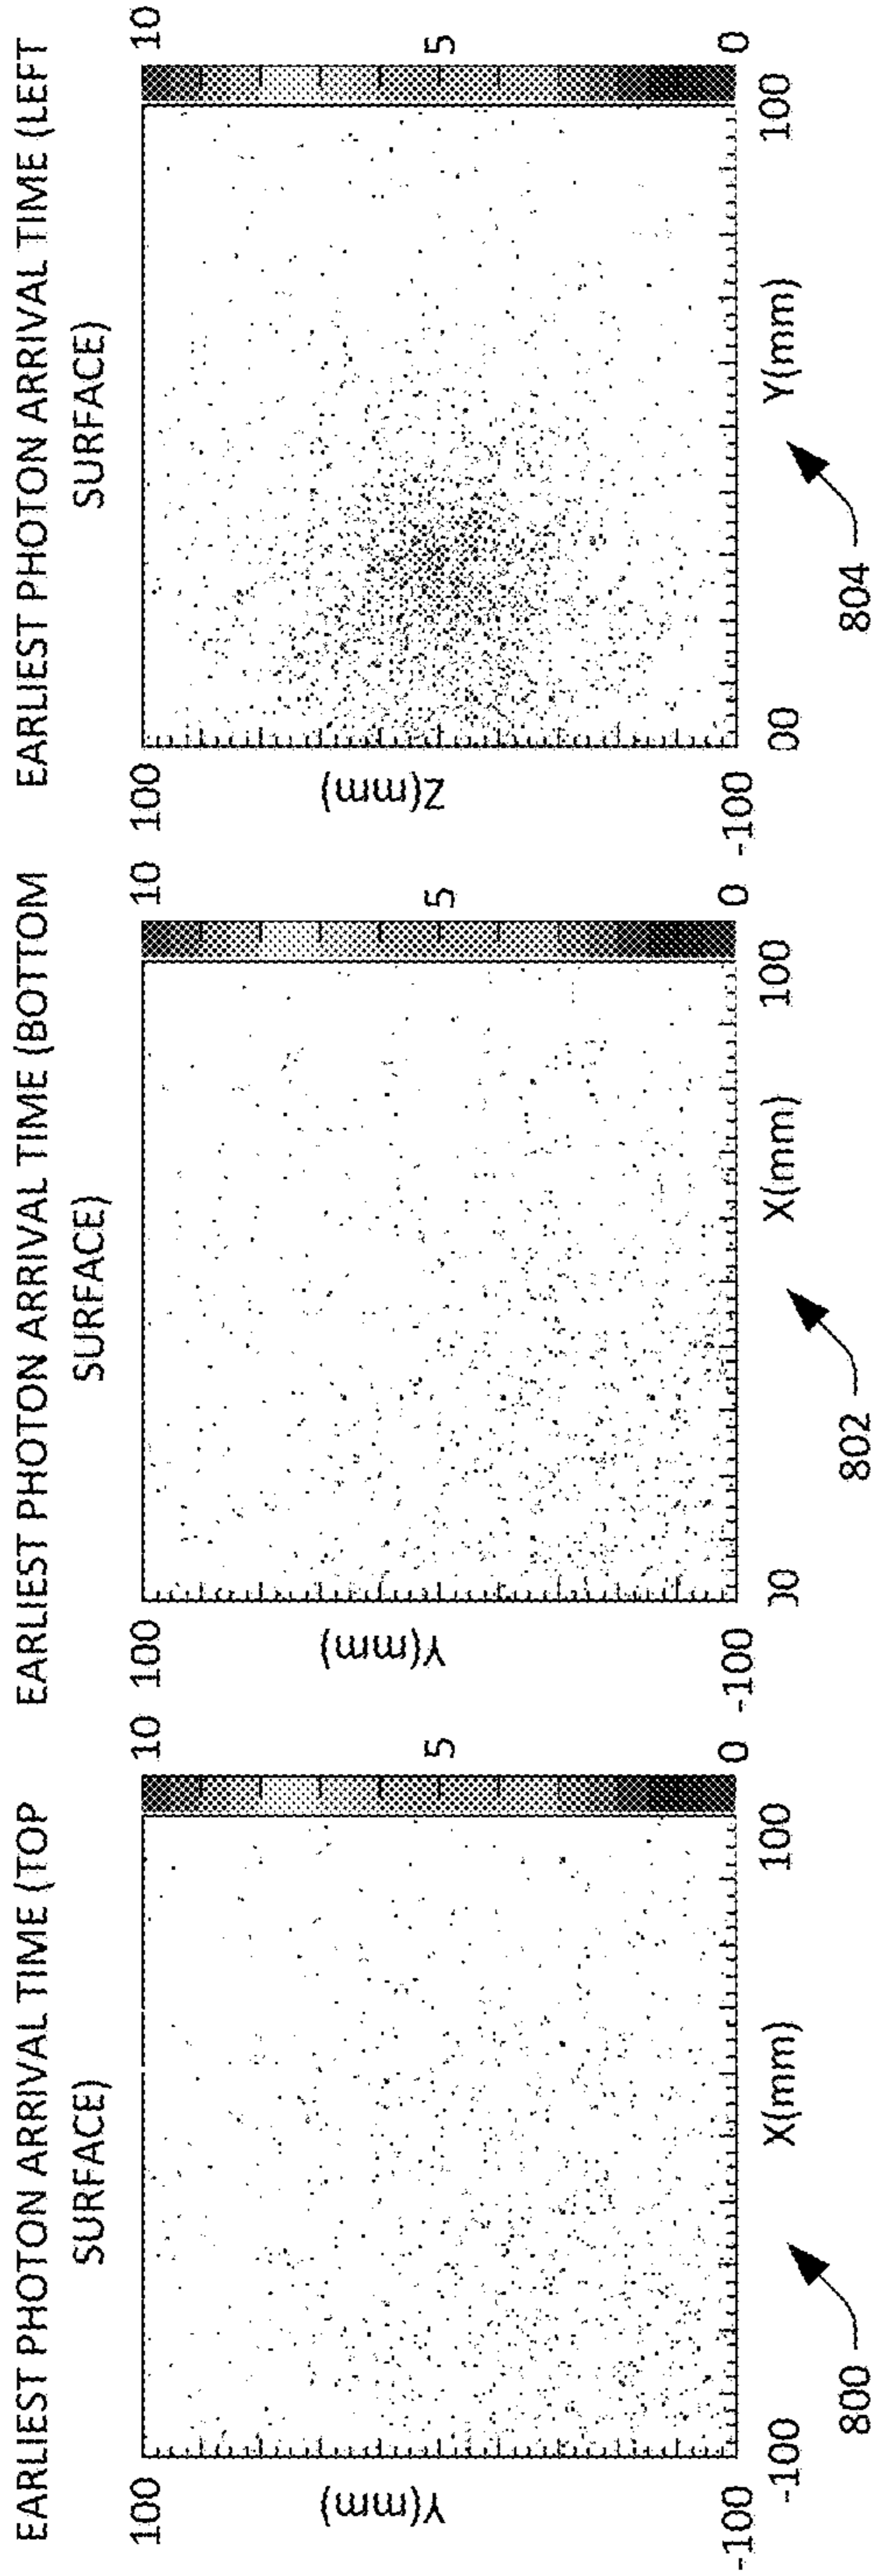 EARLIEST PHOTON ARRIVAL TIME (TOP
SURFACE)
100
Y(mm)
-100
-100
X(mm)
100
10
5
0
800
EARLIEST PHOTON ARRIVAL TIME (BOTTOM
SURFACE)
100
Y(mm)
-100
00
X(mm)
100
10
5
0
802
EARLIEST PHOTON ARRIVAL TIME (LEFT
SURFACE)
100
Z(mm)
-100
00
Y(mm)
100
10
5
0
804